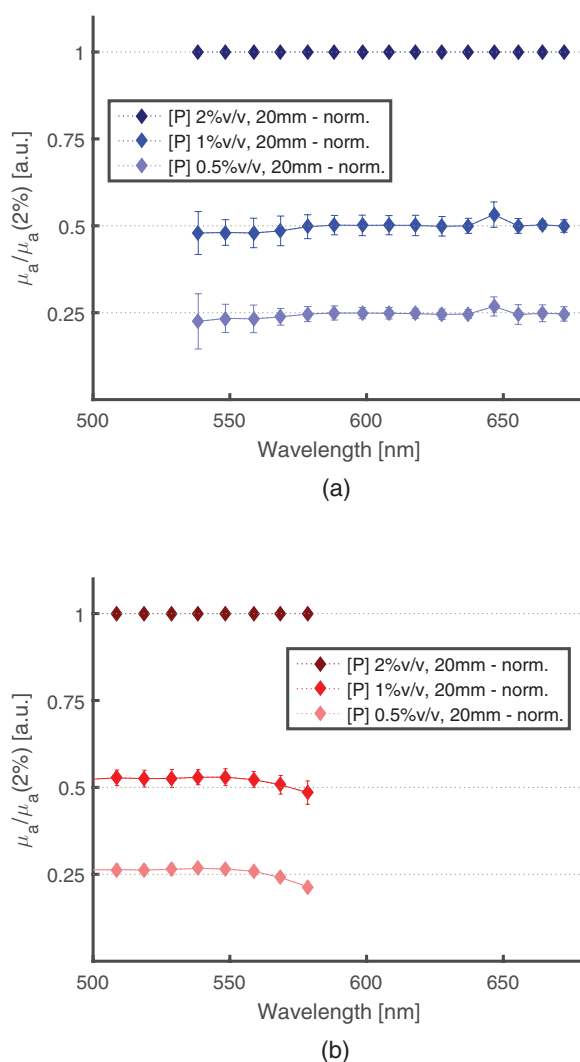 1
[P] 2%v/v, 20mm - norm.
0.75
[P] 1%v/v, 20mm - norm.
[P] 0.5%v/v, 20mm - norm.
μa/μa(2%) [a.u.]
0.5
0.25
500 550 600 650
Wavelength [nm]
(a)
1
[P] 2%v/v, 20mm - norm.
0.75
[P] 1%v/v, 20mm - norm.
[P] 0.5%v/v, 20mm - norm.
μa/μa(2%) [a.u.]
0.5
0.25
500 550 600 650
Wavelength [nm]
(b)